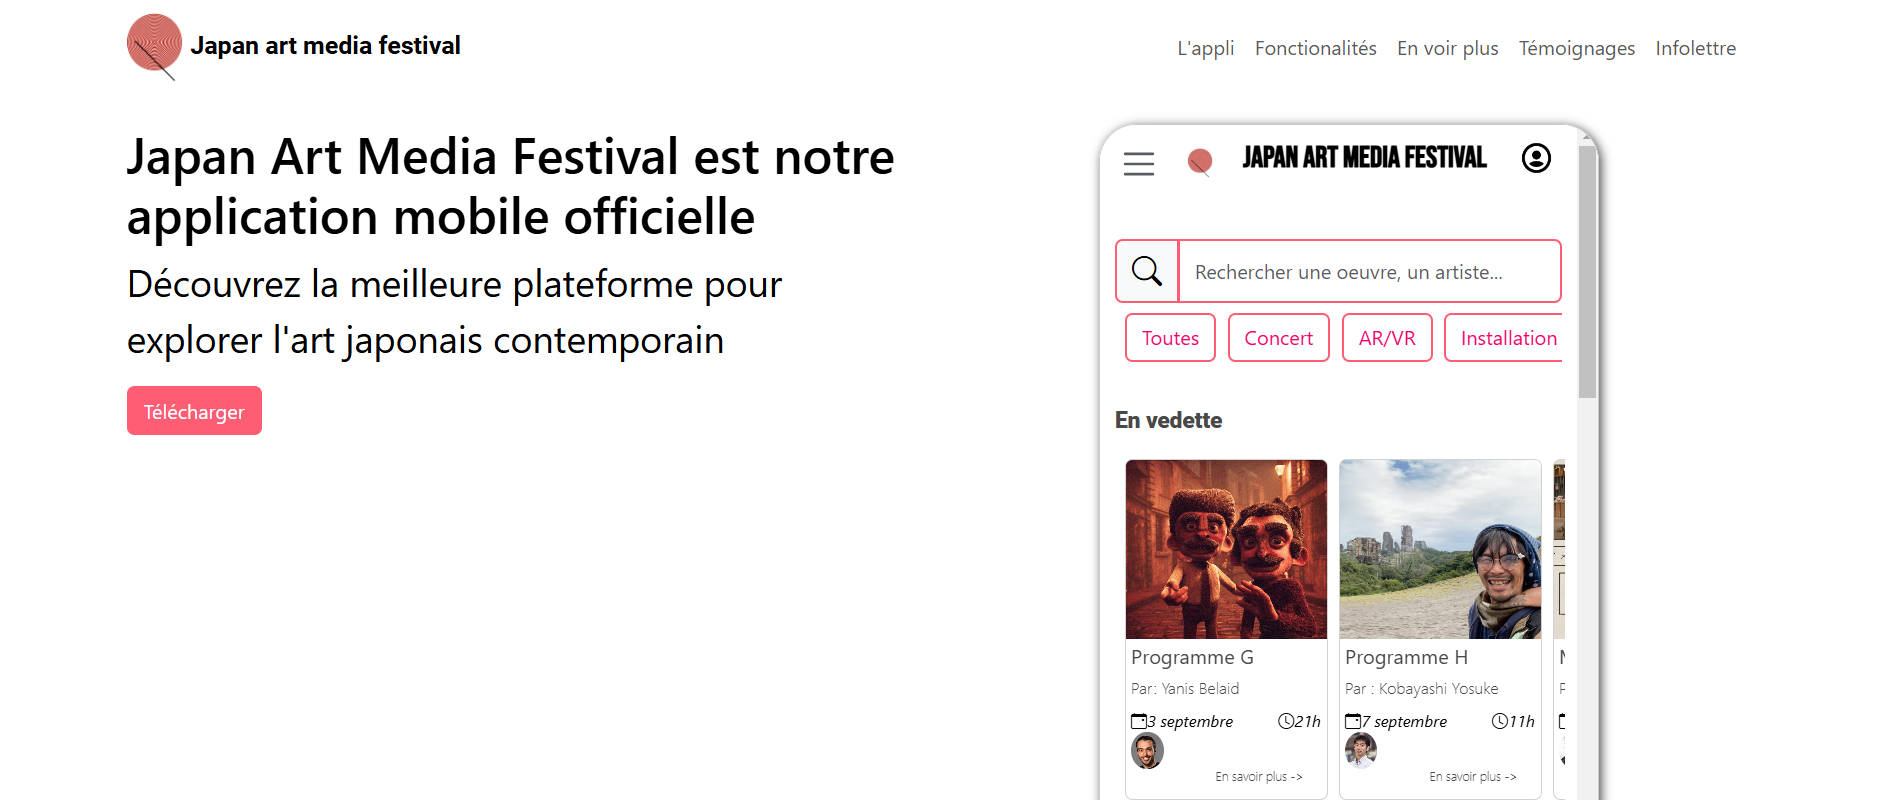 Japan art media festival
L'appli Fonctionalités En voir plus Témoignages Infolettre
Japan Art Media Festival est notre
application mobile officielle
Découvrez la meilleure plateforme pour
explorer l'art japonais contemporain
Télécharger
JAPAN ART MEDIA FESTIVAL
Rechercher une oeuvre, un artiste...
Toutes Concert AR/VR Installation
En vedette
Programme G
Par: Yanis Belaid
3 septembre 21h
En savoir plus ->
Programme H
Par : Kobayashi Yosuke
7 septembre 11h
En savoir plus ->